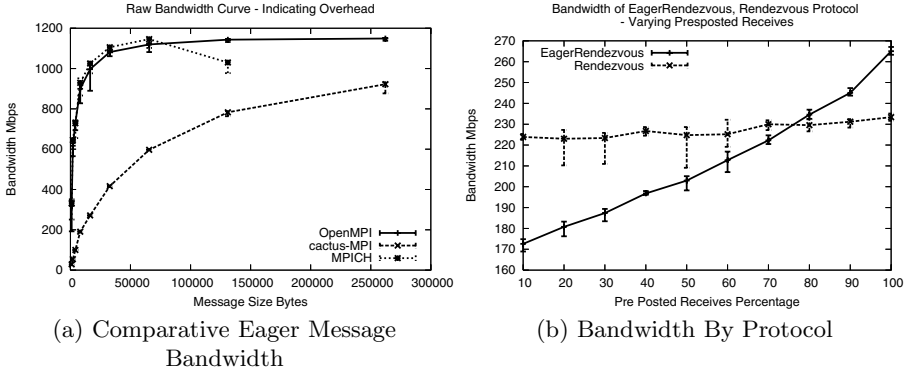 Raw Bandwidth Curve - Indicating Overhead
Bandwidth Mbps
1200
1000
800
600
400
200
0
0 50000 100000 150000 200000 250000 300000
Message Size Bytes
OpenMPI
cactus-MPI
MPICH
(a) Comparative Eager Message
Bandwidth
Bandwidth of EagerRendezvous, Rendezvous Protocol
- Varying Preposted Receives
Bandwidth Mbps
270
260
250
240
230
220
210
200
190
180
170
160
10 20 30 40 50 60 70 80 90 100
Pre Posted Receives Percentage
EagerRendezvous
Rendezvous
(b) Bandwidth By Protocol